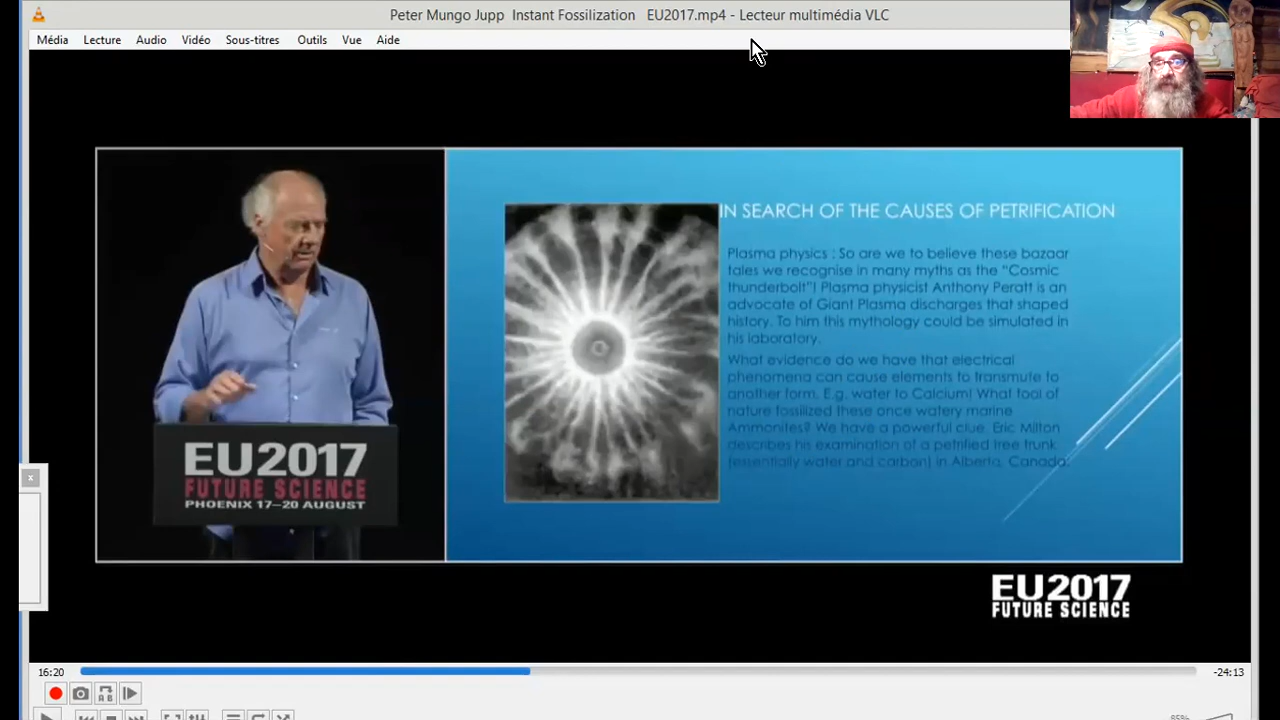 Peter Mungo Jupp Instant Fossilization EU2017.mp4 - Lecteur multimédia VLC
Média Lecture Audio Vidéo Sous-titres Outils Vue Aide
IN SEARCH OF THE CAUSES OF PETRIFICATION
Plasma physics : So are we to believe these bazaar
tales we recognise in many myths as the "Cosmic
thunderbolt"! Plasma physicist Anthony Peratt is an
advocate of Giant Plasma discharges that shaped
history. To him this mythology could be simulated in
his laboratory.
What evidence do we have that electrical
phenomena can cause elements to transmute to
another form. E.g. water to Calcium! What fool of
nature fossilized these once watery marine
Ammonites? We have a powerful clue. Eric Milton
describes his examination of a petrified tree trunk
(essentially water and carbon) in Alberta, Canada:
EU2017
FUTURE SCIENCE
PHOENIX 17–20 AUGUST
EU2017
FUTURE SCIENCE
16:20
-24:13
A B
85%